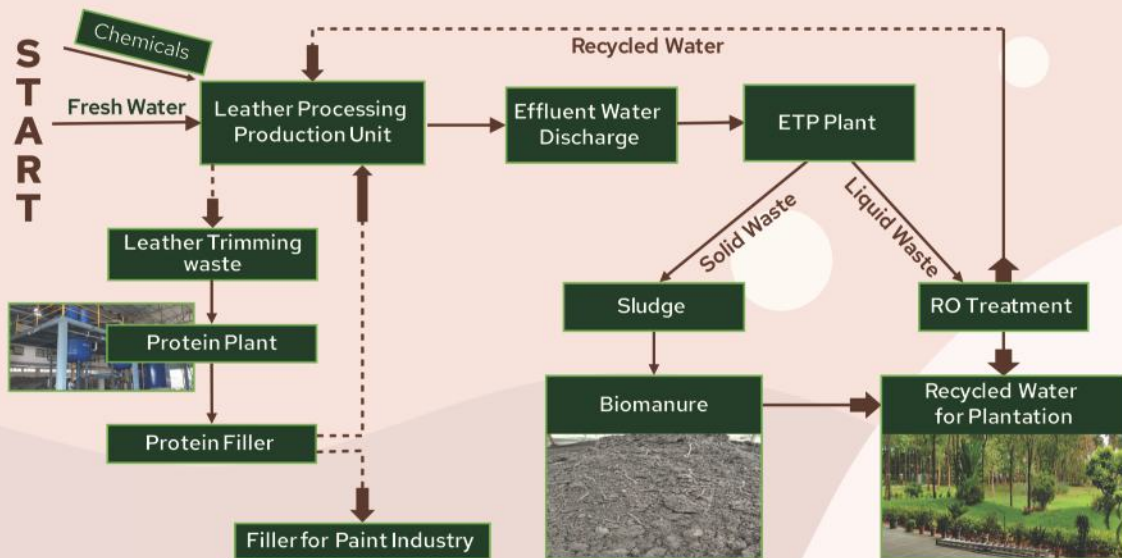 START
Chemicals
Fresh Water
Recycled Water
Leather Processing
Production Unit
Effluent Water
Discharge
ETP Plant
Solid Waste
Liquid Waste
Leather Trimming
waste
Sludge
RO Treatment
Protein Plant
Biomanure
Recycled Water
for Plantation
Protein Filler
Filler for Paint Industry